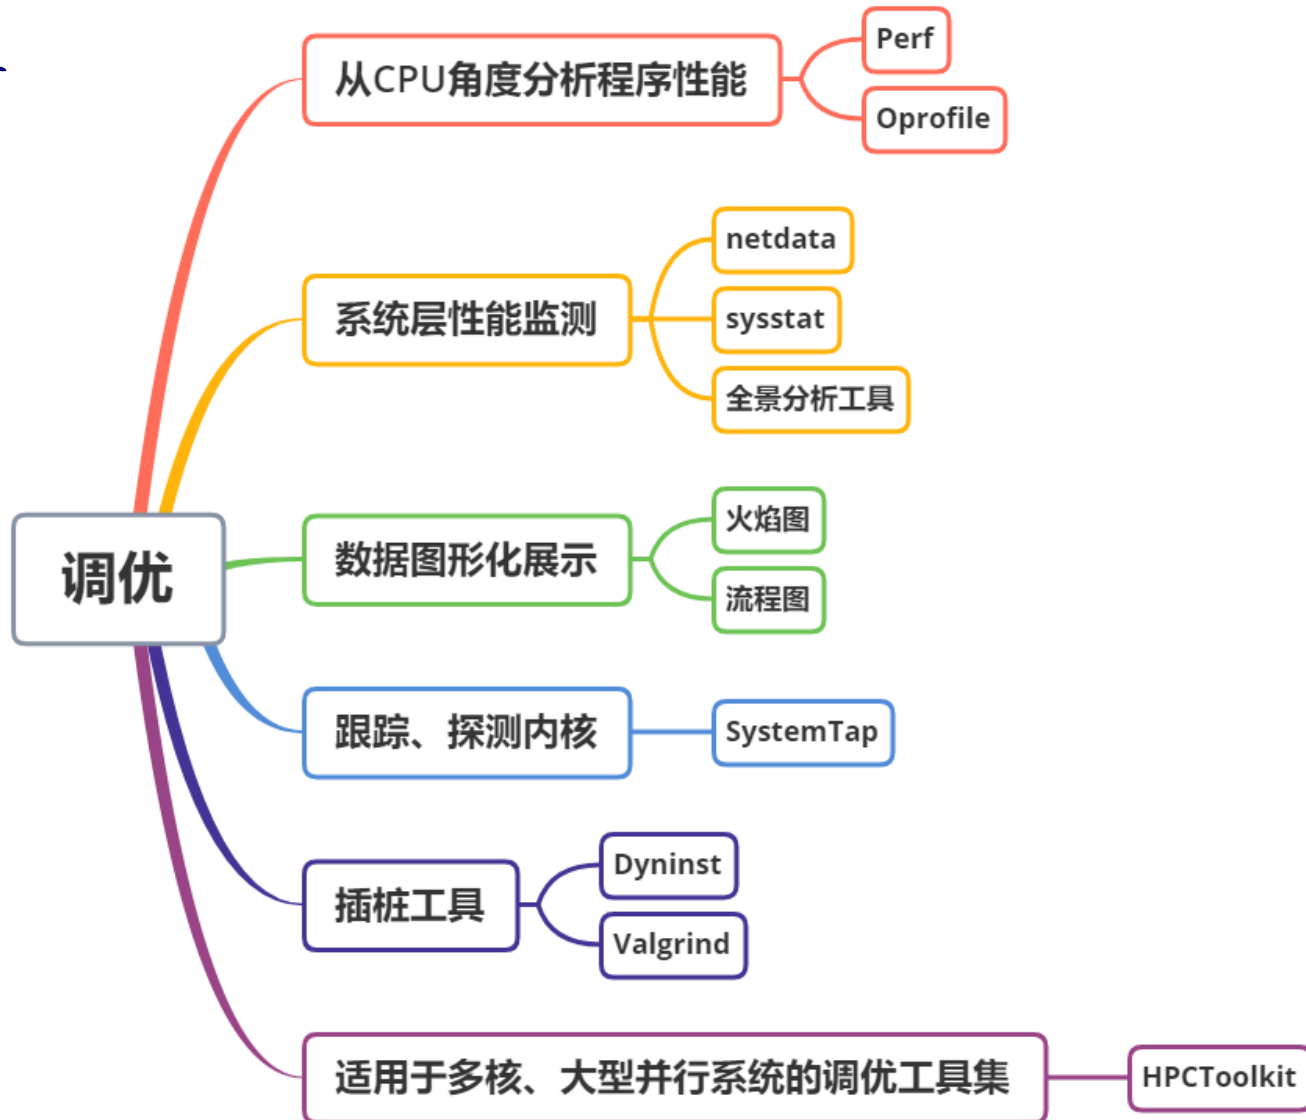 调优
从CPU角度分析程序性能
Perf
Oprofile
系统层性能监测
netdata
sysstat
全景分析工具
数据图形化展示
火焰图
流程图
跟踪、探测内核
SystemTap
插桩工具
Dyninst
Valgrind
适用于多核、大型并行系统的调优工具集
HPCToolkit